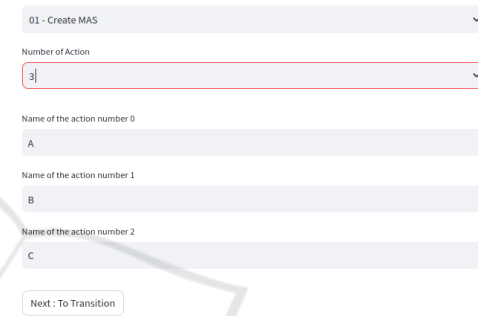 01 - Create MAS
Number of Action
3
Name of the action number 0
A
Name of the action number 1
B
Name of the action number 2
C
Next : To Transition